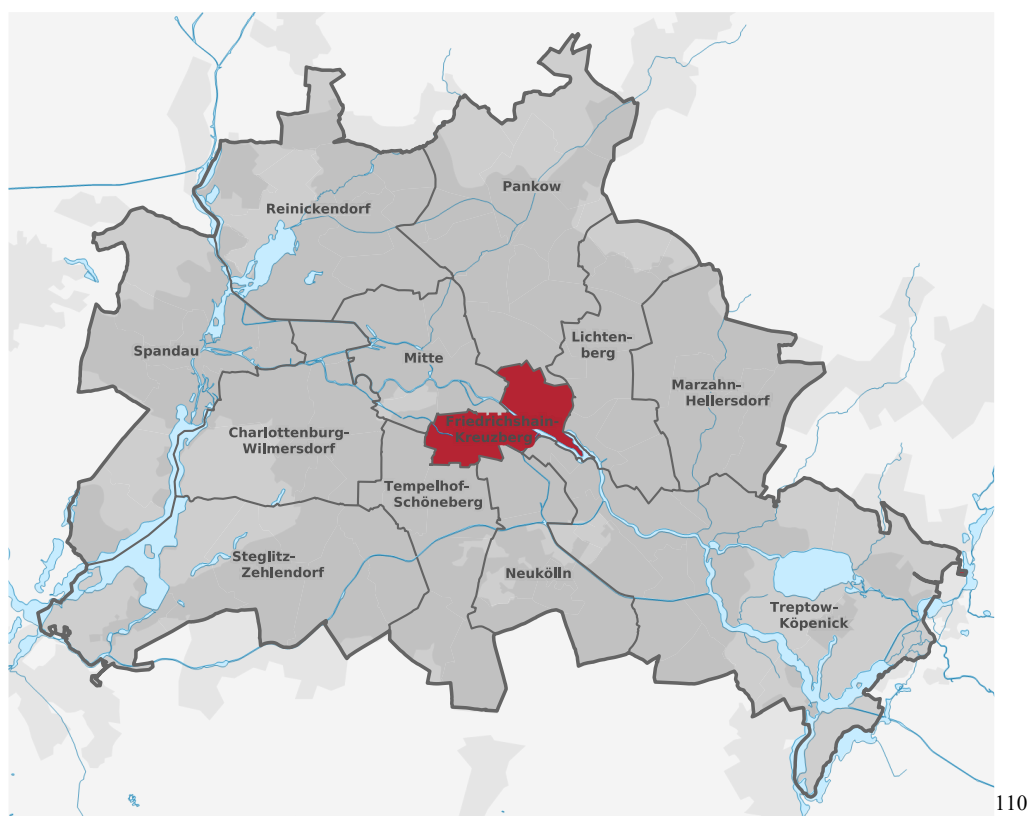 Pankow
Reinickendorf
Lichten-
berg
Spandau
Mitte
Marzahn-
Hellersdorf
Friedrichshain-
Kreuzberg
Charlottenburg-
Wilmersdorf
Tempelhof-
Schöneberg
Steglitz-
Zehlendorf
Neukölln
Treptow-
Köpenick
110